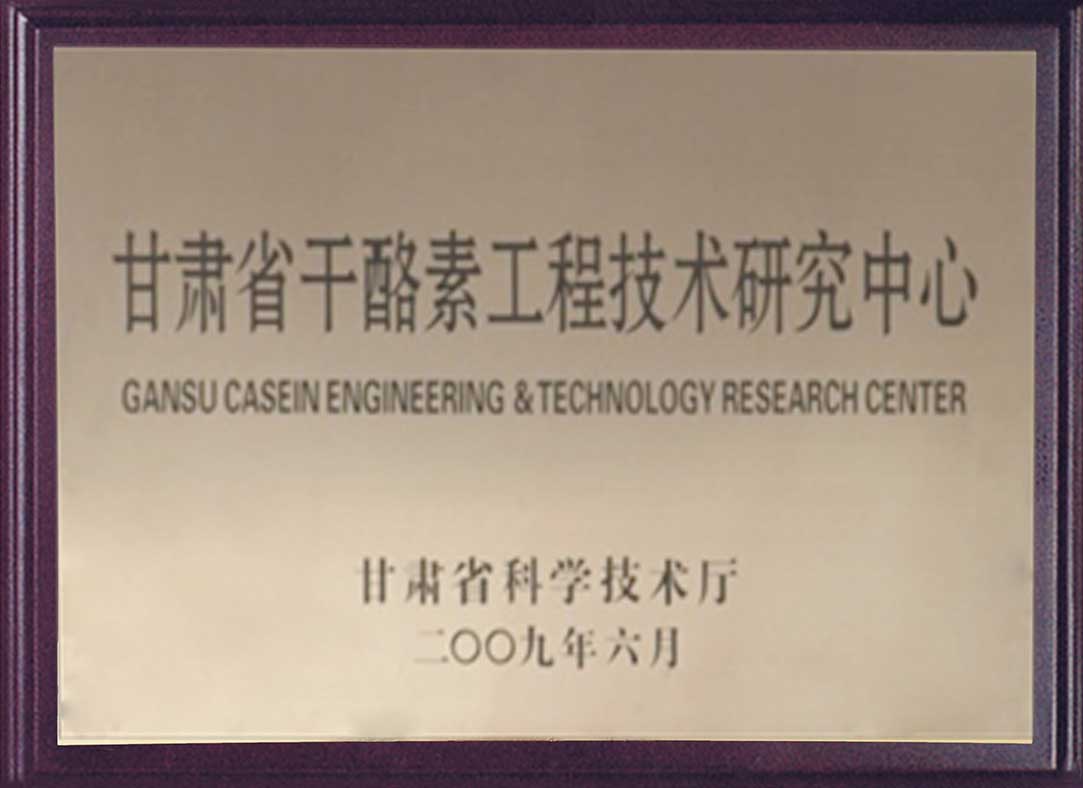 甘肃省干酪素工程技术研究中心
GANSU CASEIN ENGINEERING & TECHNOLOGY RESEARCH CENTER
甘肃省科学技术厅
二〇〇九年六月